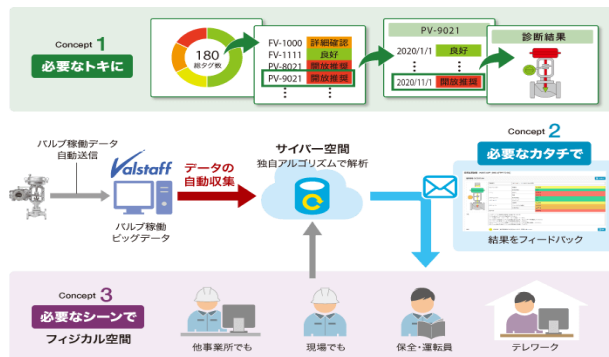 Concept 1
必要なトキに
180
総タグ数
FV-1000 詳細確認
FV-1111 良好
PV-8021 開放推奨
PV-9021 開放推奨
PV-9021
2020/1/1 良好
2020/11/1 開放推奨
診断結果
Concept 2
必要なカタチで
結果をフィードバック
バルブ稼働データ
自動送信
Valstaff
バルブ稼働
ビッグデータ
データの
自動収集
サイバー空間
独自アルゴリズムで解析
Concept 3
必要なシーンで
フィジカル空間
他事業所でも
現場でも
保全・運転員
テレワーク